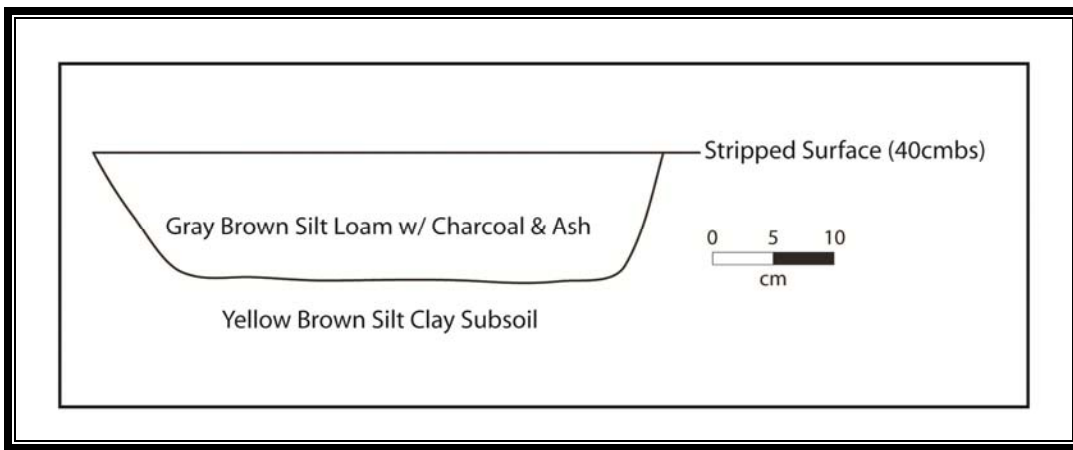 Stripped Surface (40cmbs)
Gray Brown Silt Loam w/ Charcoal & Ash
0 5 10
cm
Yellow Brown Silt Clay Subsoil